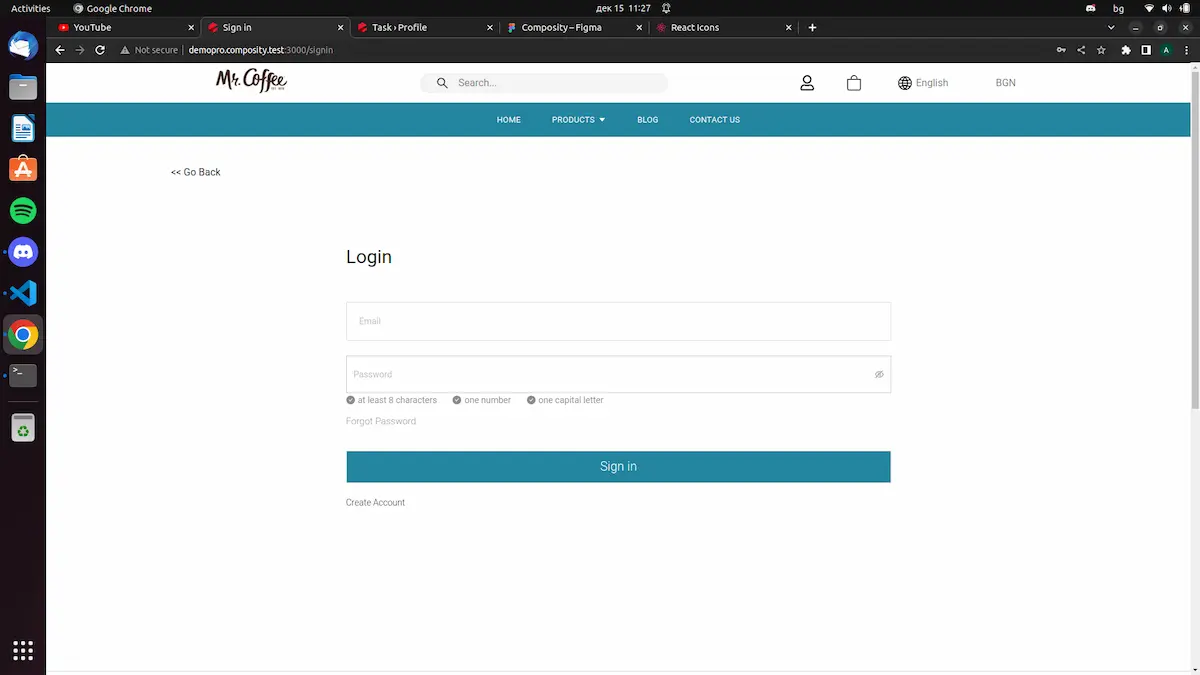 Activities Google Chrome дек 15 11:27 bg
YouTube Sign in Task › Profile Composity – Figma React Icons
Not secure demopro.composity.test:3000/signin A
Mr. Coffee Search... English BGN
HOME PRODUCTS BLOG CONTACT US
<< Go Back
Login
Email
Password
at least 8 characters one number one capital letter
Forgot Password
Sign in
Create Account